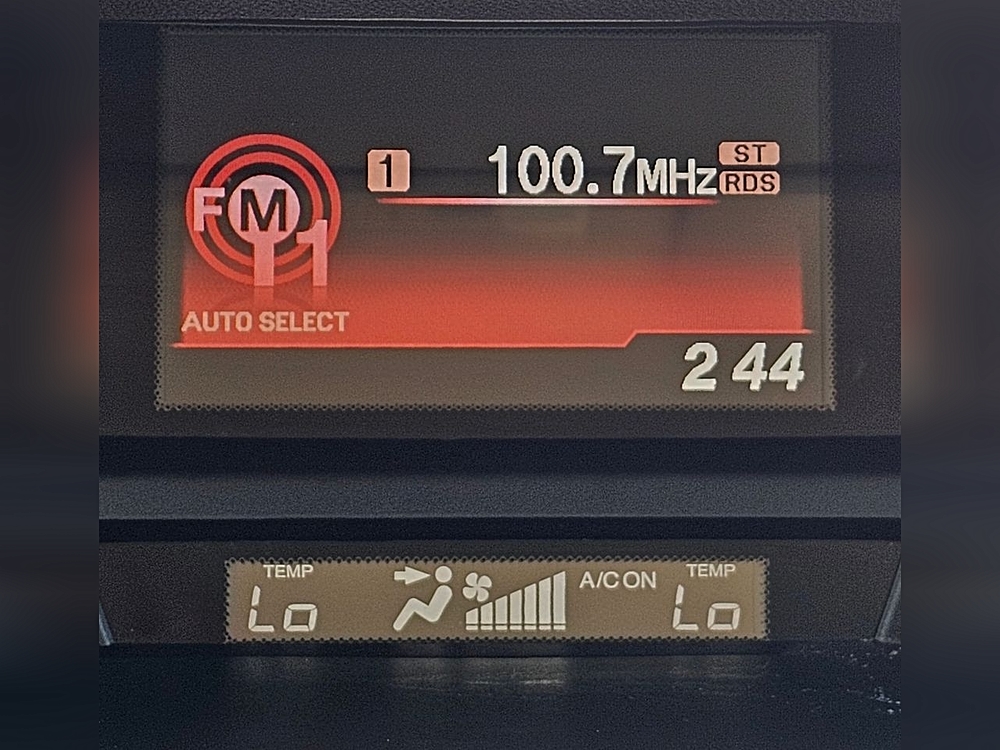 FM1
1 100.7MHz ST
RDS
AUTO SELECT
2 44
TEMP A/C ON TEMP
Lo Lo